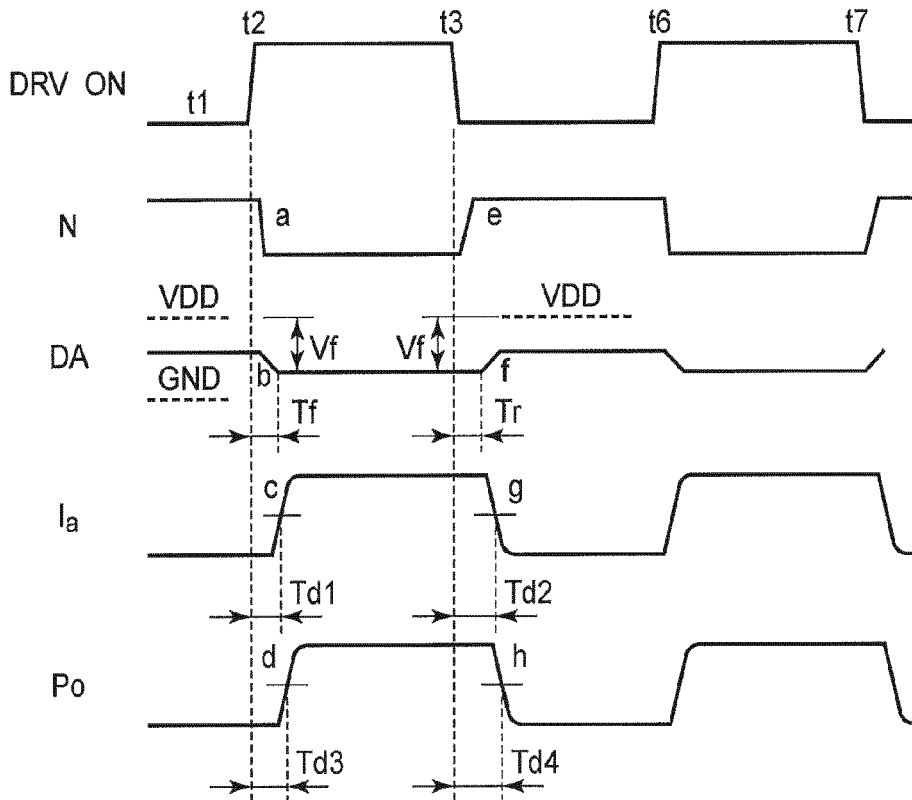 t2 t3 t6 t7
DRV ON
t1
N a e
VDD VDD
Vf Vf
DA
b f
GND
Tf Tr
c g
Ia
Td1 Td2
d h
Po
Td3 Td4